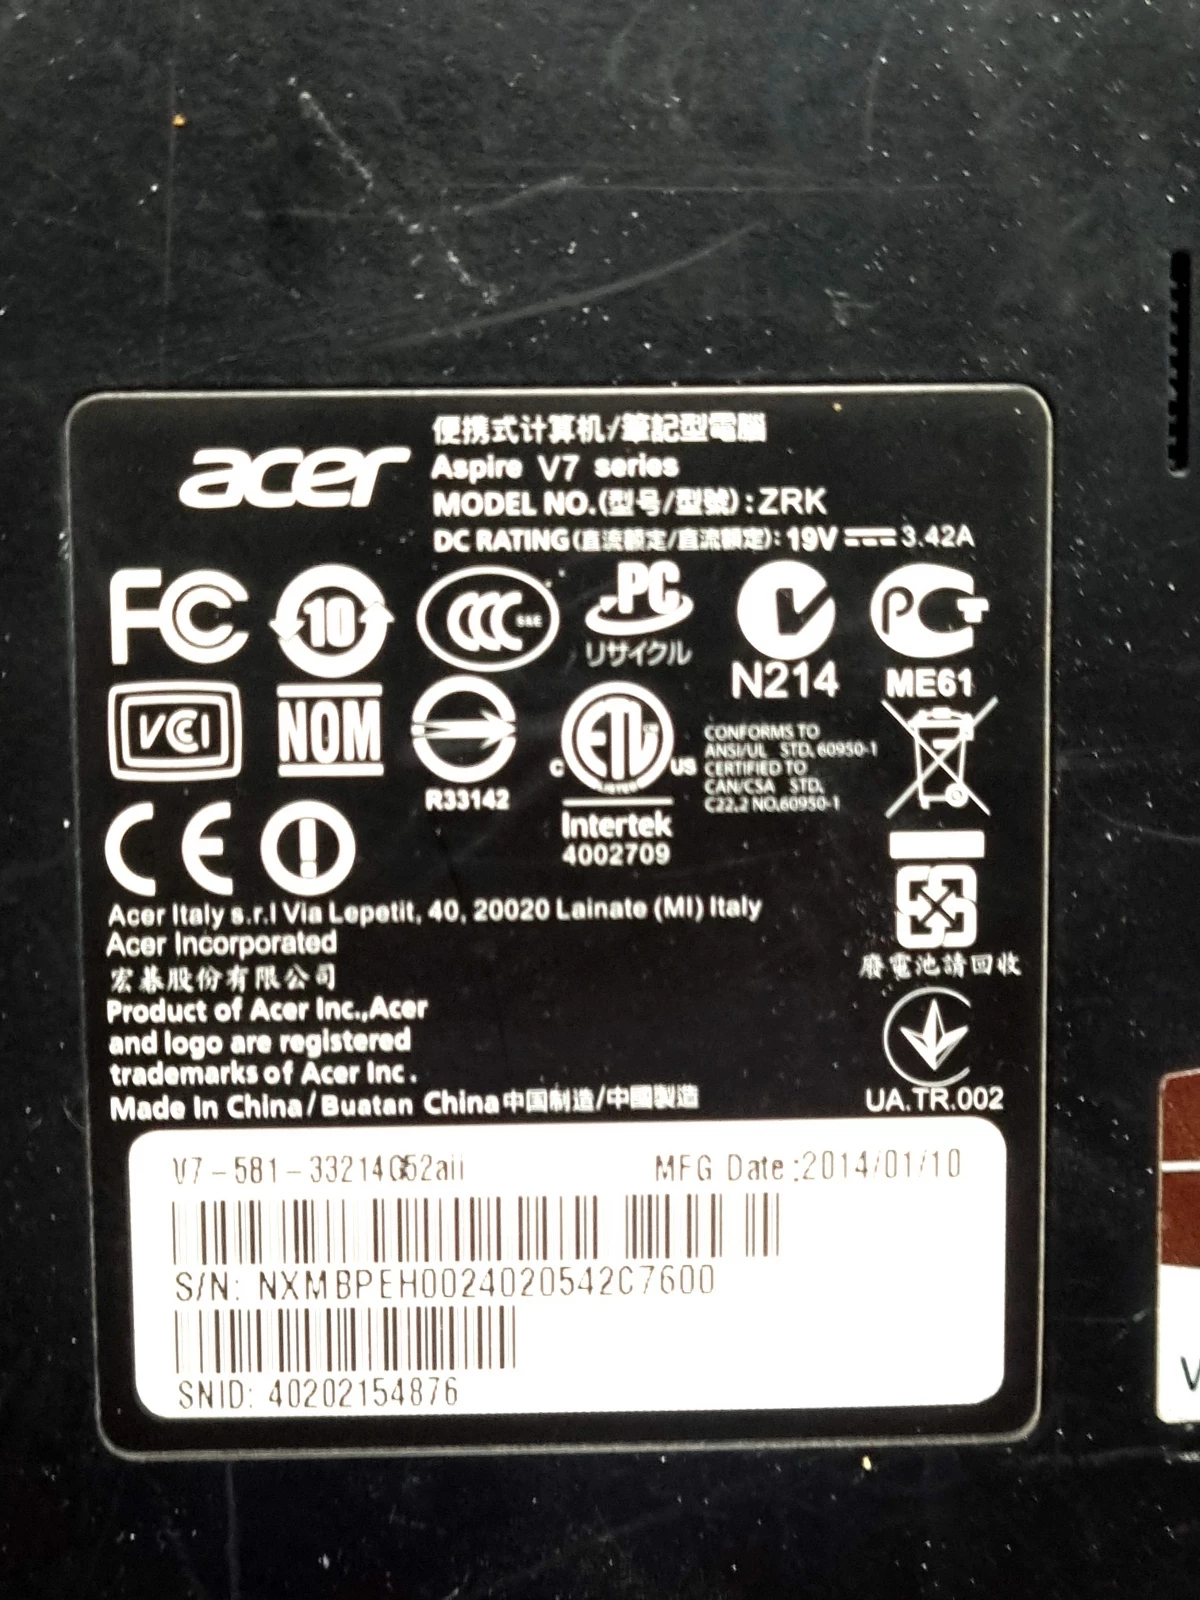 acer
便携式计算机/筆記型電腦
Aspire V7 series
MODEL NO.(型号/型號):ZRK
DC RATING(直流额定/直流額定): 19V 3.42A
FC
10
CCC S&E
PC
リサイクル
N214
PCT
ME61
VCI
NOM
R33142
ETL
C US
LISTED
Intertek
4002709
CONFORMS TO
ANSI/UL STD. 60950-1
CERTIFIED TO
CAN/CSA STD.
C22.2 NO.60950-1
CE
Acer Italy s.r.l Via Lepetit, 40, 20020 Lainate (MI) Italy
Acer Incorporated
宏碁股份有限公司
Product of Acer Inc.,Acer
and logo are registered
trademarks of Acer Inc.
Made In China/Buatan China中国制造/中國製造
廢電池請回收
UA.TR.002
V7-581-33214G52aii
MFG Date:2014/01/10
S/N: NXMBPEH0024020542C7600
SNID: 40202154876